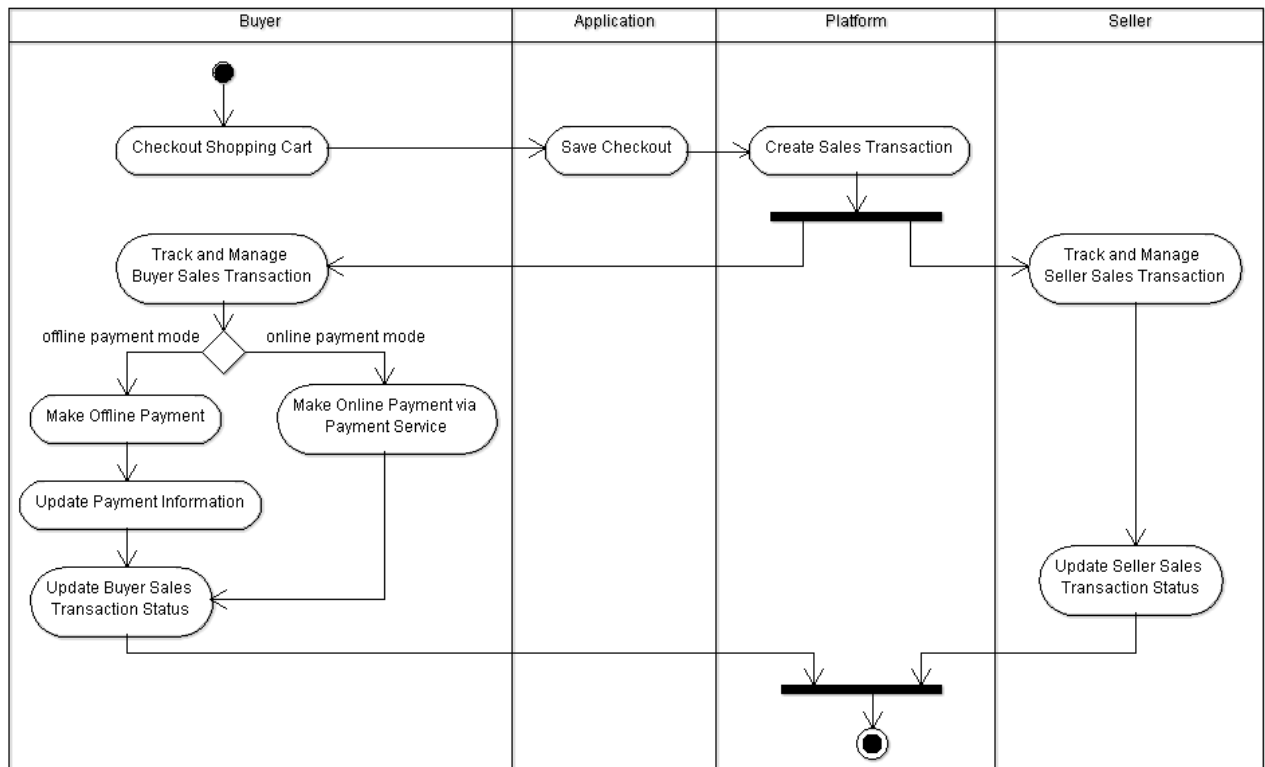 Buyer
Application
Platform
Seller
Checkout Shopping Cart
Save Checkout
Create Sales Transaction
Track and Manage
Buyer Sales Transaction
Track and Manage
Seller Sales Transaction
offline payment mode
online payment mode
Make Offline Payment
Make Online Payment via
Payment Service
Update Payment Information
Update Buyer Sales
Transaction Status
Update Seller Sales
Transaction Status